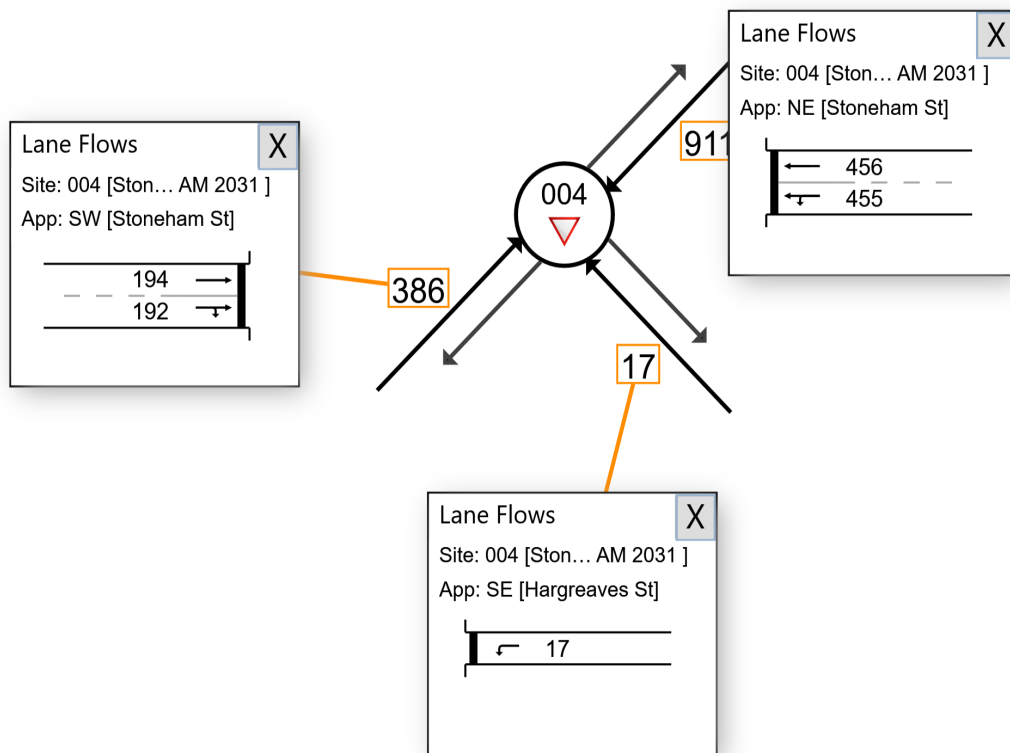 Lane Flows X
Site: 004 [Ston... AM 2031 ]
App: NE [Stoneham St]
456
455
911
004
Lane Flows X
Site: 004 [Ston... AM 2031 ]
App: SW [Stoneham St]
194
192
386
17
Lane Flows X
Site: 004 [Ston... AM 2031 ]
App: SE [Hargreaves St]
17